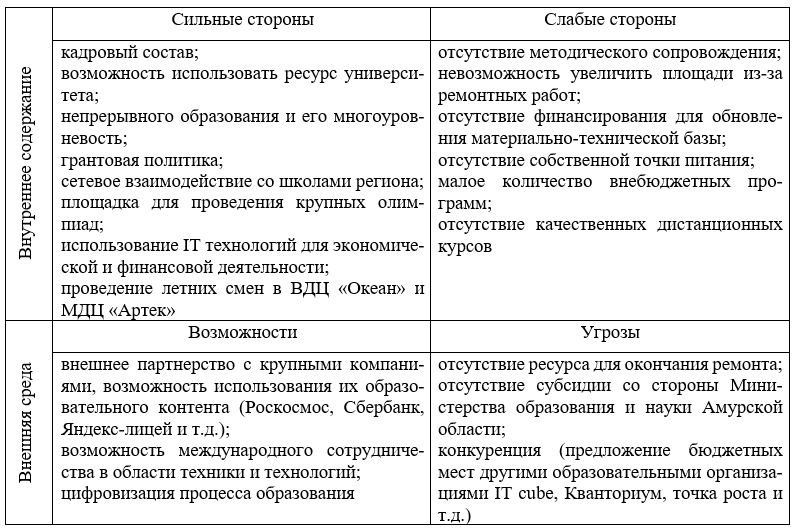 Внутреннее содержание
Сильные стороны
кадровый состав;
возможность использовать ресурс универси-
тета;
непрерывного образования и его многоуров-
невость;
грантовая политика;
сетевое взаимодействие со школами региона;
площадка для проведения крупных олим-
пиад;
использование IT технологий для экономиче-
ской и финансовой деятельности;
проведение летних смен в ВДЦ «Океан» и
МДЦ «Артек»
Слабые стороны
отсутствие методического сопровождения;
невозможность увеличить площади из-за
ремонтных работ;
отсутствие финансирования для обновле-
ния материально-технической базы;
отсутствие собственной точки питания;
малое количество внебюджетных про-
грамм;
отсутствие качественных дистанционных
курсов
Внешняя среда
Возможности
внешнее партнерство с крупными компани-
ями, возможность использования их образо-
вательного контента (Роскосмос, Сбербанк,
Яндекс-лицей и т.д.);
возможность международного сотрудниче-
ства в области техники и технологий;
цифровизация процесса образования
Угрозы
отсутствие ресурса для окончания ремонта;
отсутствие субсидии со стороны Мини-
стерства образования и науки Амурской
области;
конкуренция (предложение бюджетных
мест другими образовательными организа-
циями IT cube, Кванториум, точка роста и
т.д.)